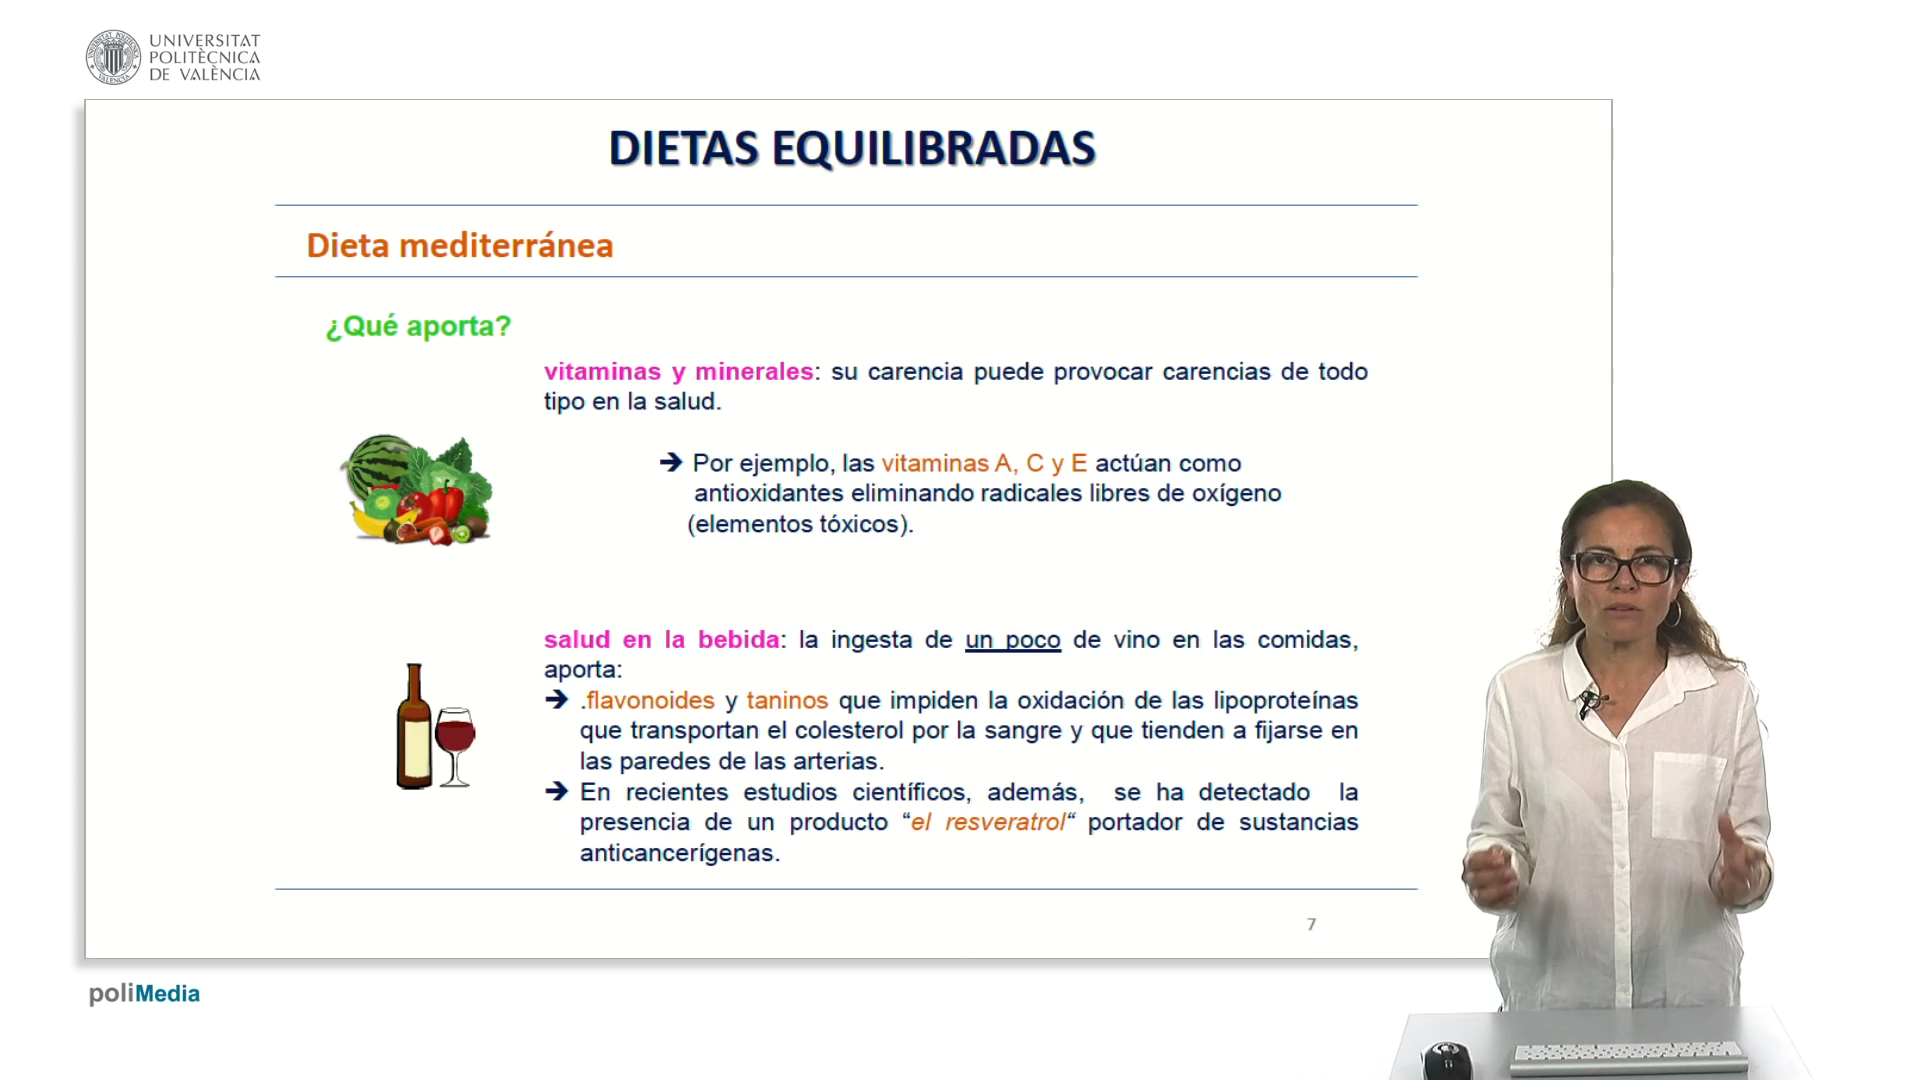 UNIVERSITAT
POLITÈCNICA
DE VALÈNCIA
DIETAS EQUILIBRADAS
Dieta mediterránea
¿Qué aporta?
vitaminas y minerales: su carencia puede provocar carencias de todo
tipo en la salud.
➔ Por ejemplo, las vitaminas A, C y E actúan como
antioxidantes eliminando radicales libres de oxígeno
(elementos tóxicos).
salud en la bebida: la ingesta de un poco de vino en las comidas,
aporta:
➔ .flavonoides y taninos que impiden la oxidación de las lipoproteínas
que transportan el colesterol por la sangre y que tienden a fijarse en
las paredes de las arterias.
➔ En recientes estudios científicos, además, se ha detectado la
presencia de un producto “el resveratrol“ portador de sustancias
anticancerígenas.
7
poliMedia